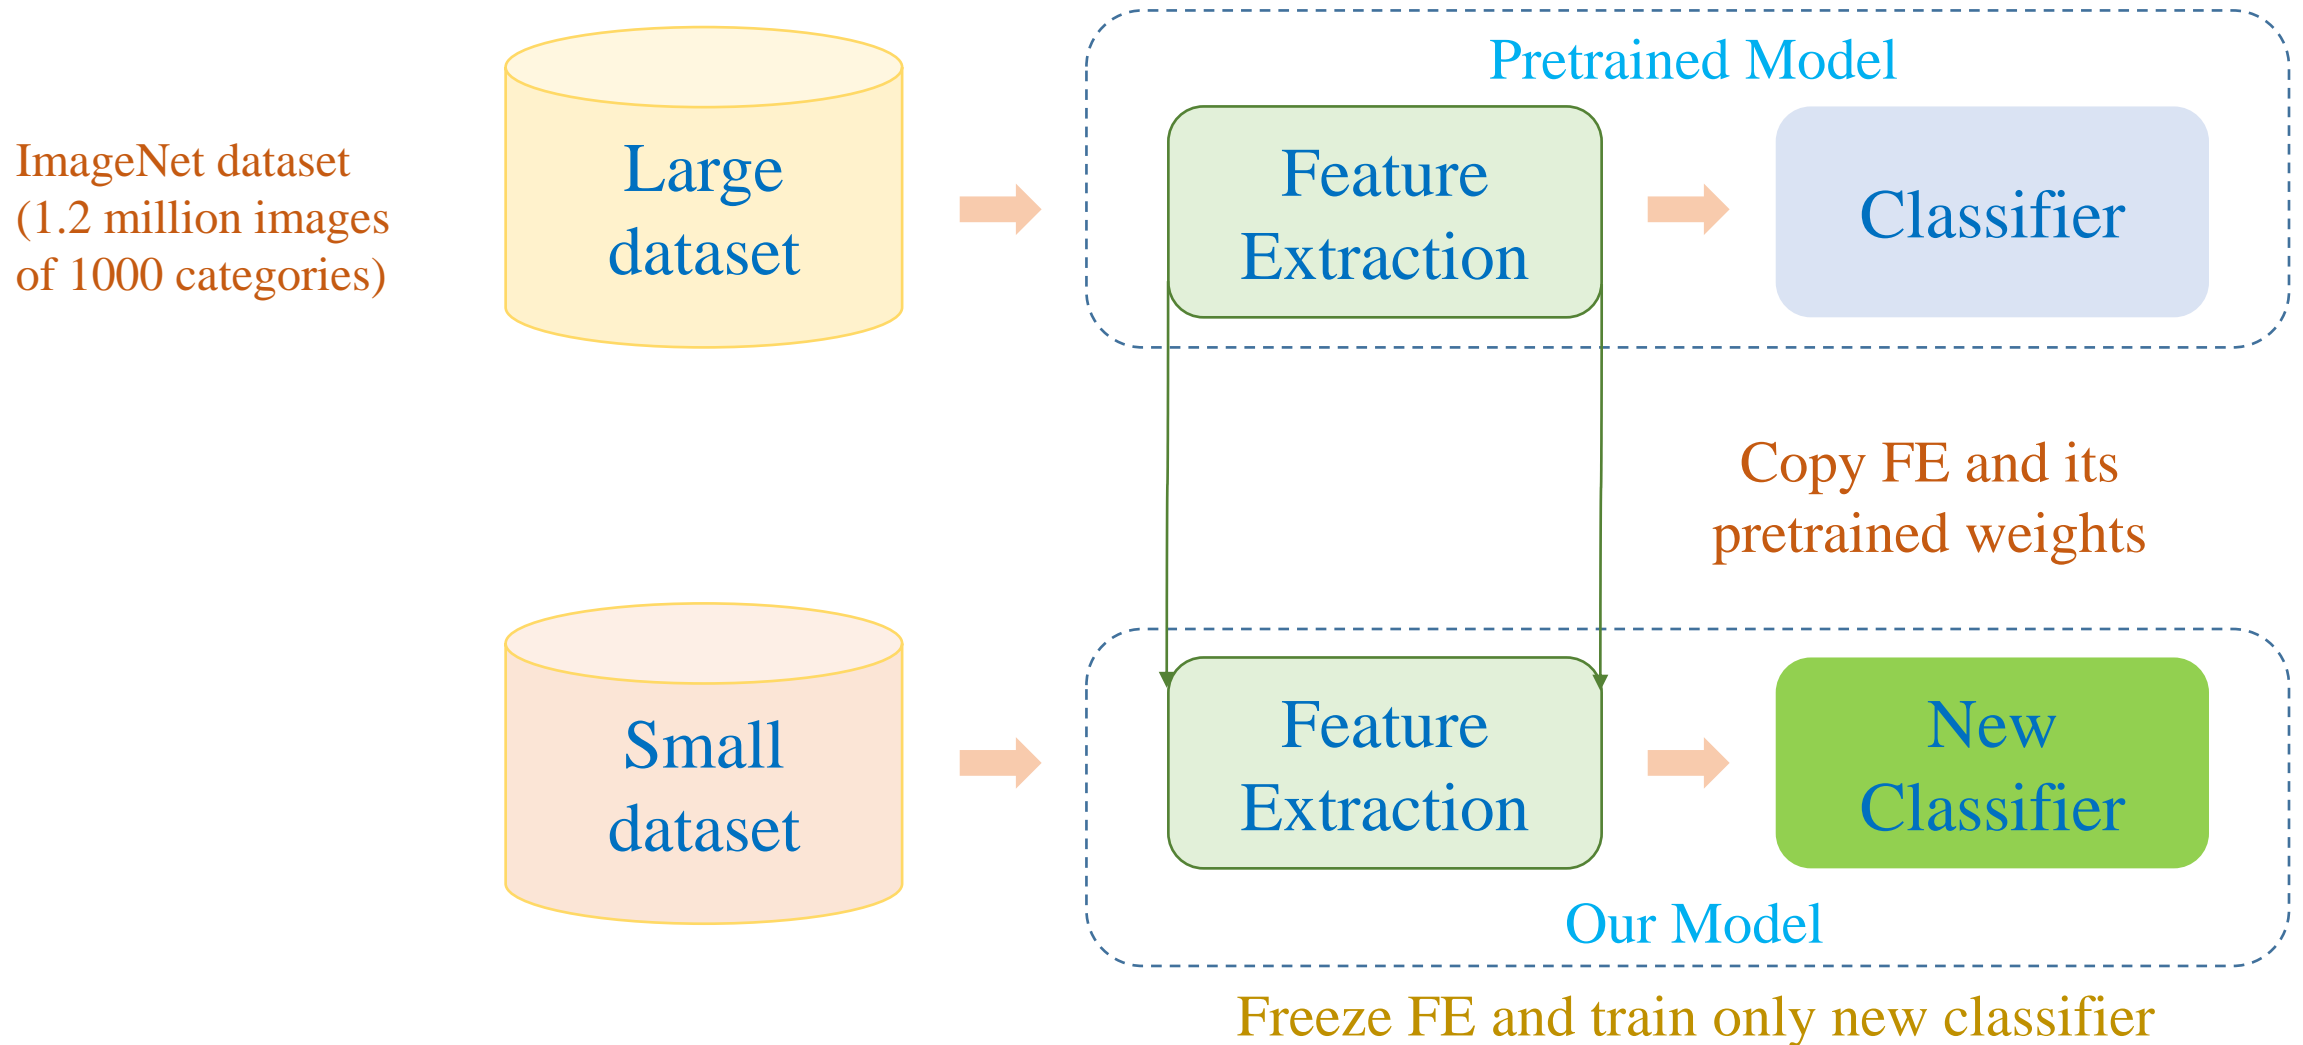 Pretrained Model
ImageNet dataset
(1.2 million images
of 1000 categories)
Large
dataset
Feature
Extraction
Classifier
Copy FE and its
pretrained weights
Small
dataset
Feature
Extraction
New
Classifier
Our Model
Freeze FE and train only new classifier